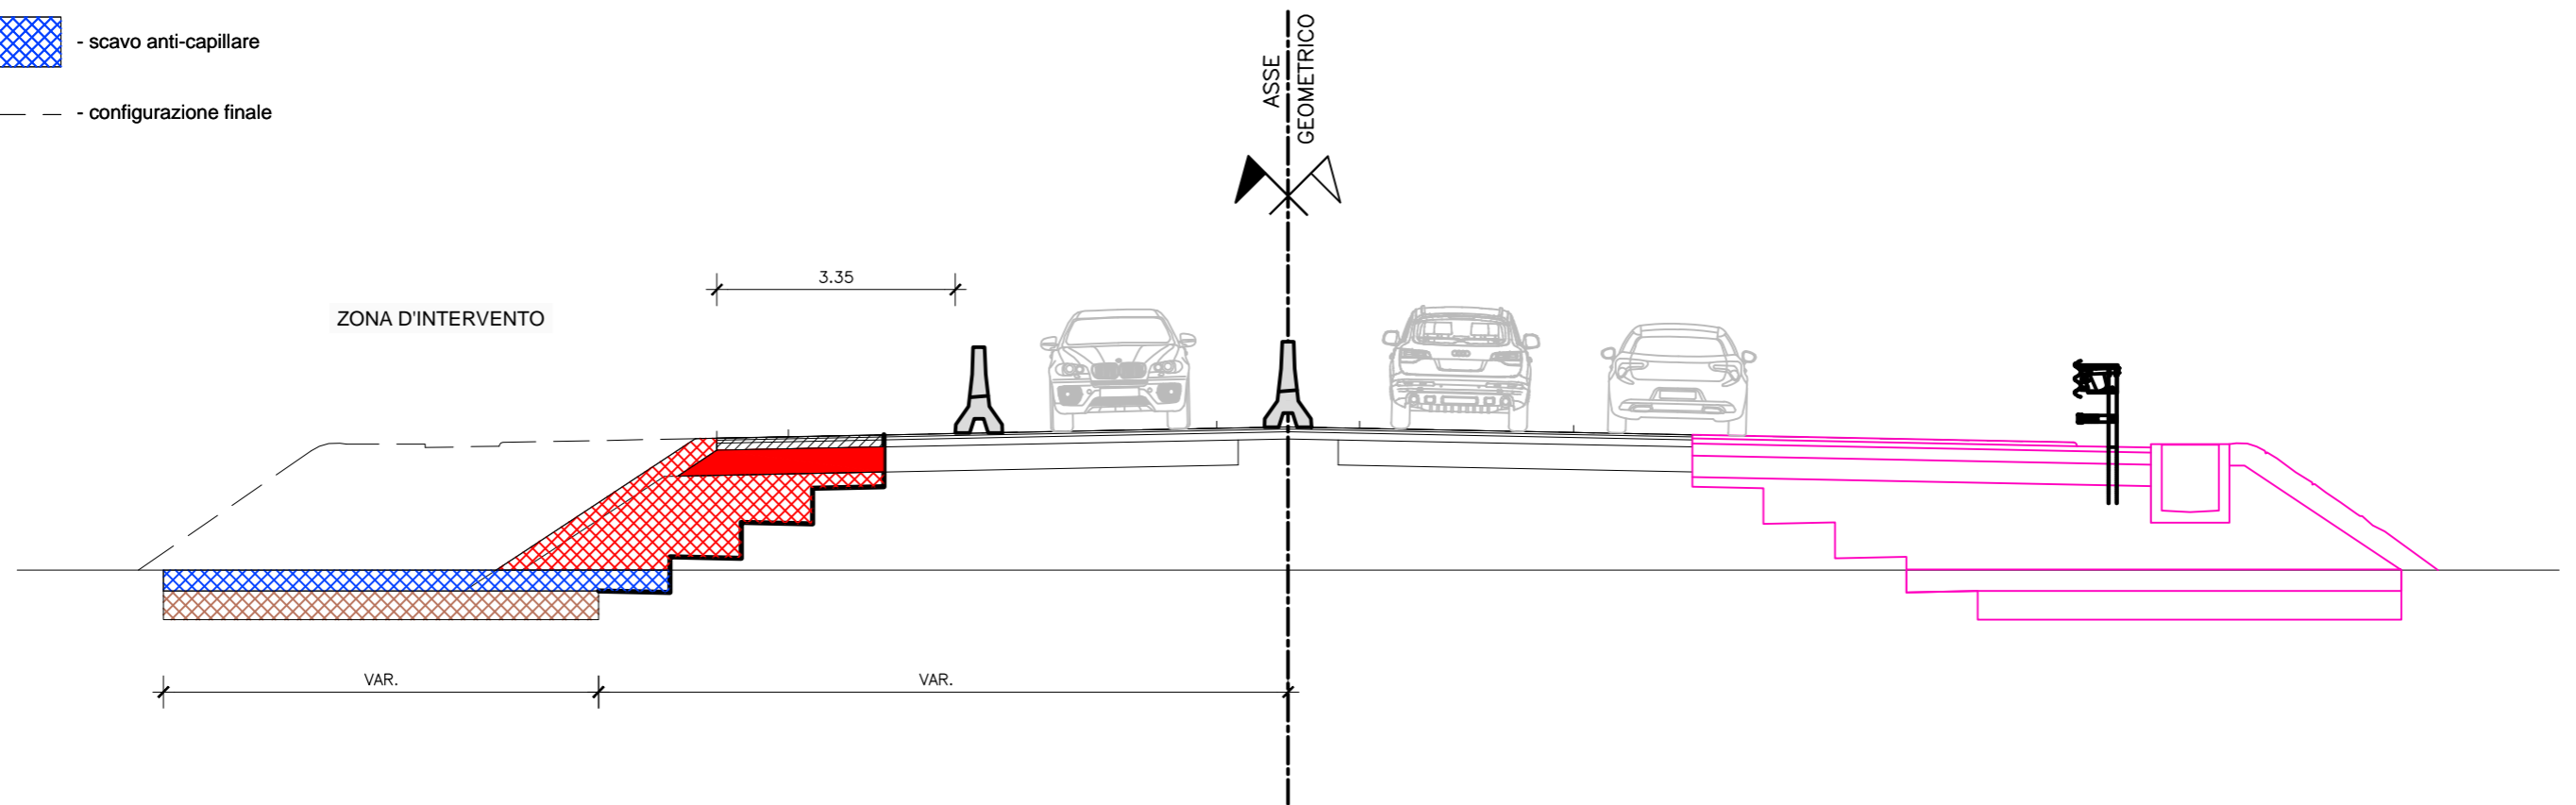 - scavo anti-capillare
- configurazione finale
ASSE
GEOMETRICO
3.35
ZONA D'INTERVENTO
VAR.
VAR.